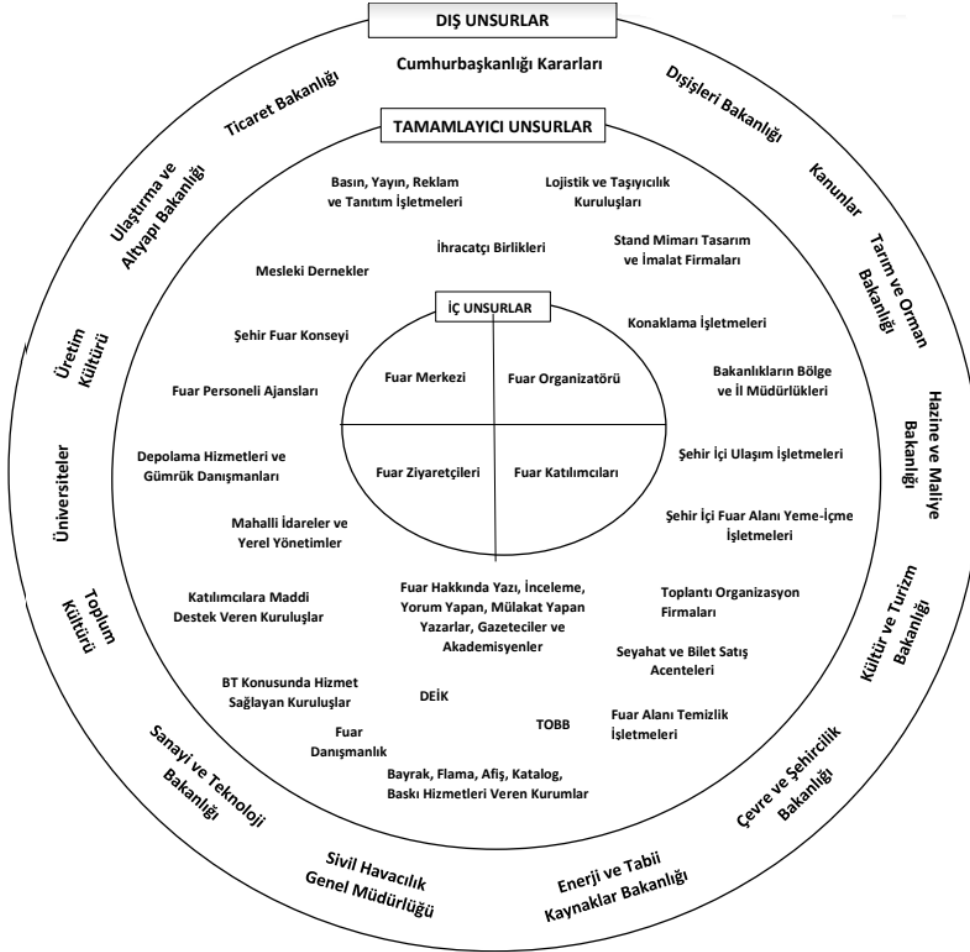 DIŞ UNSURLAR
Cumhurbaşkanlığı Kararları
Dışişleri Bakanlığı
Kanunlar
Tarım ve Orman
Bakanlığı
Hazine ve Maliye
Bakanlığı
Kültür ve Turizm
Bakanlığı
Çevre ve Şehircilik
Bakanlığı
Enerji ve Tabii
Kaynaklar Bakanlığı
Sivil Havacılık
Genel Müdürlüğü
Sanayi ve Teknoloji
Bakanlığı
Toplum
Kültürü
Üniversiteler
Üretim
Kültürü
Ulaştırma ve
Altyapı Bakanlığı
Ticaret Bakanlığı
TAMAMLAYICI UNSURLAR
Basın, Yayın, Reklam
ve Tanıtım İşletmeleri
Lojistik ve Taşıyıcılık
Kuruluşları
İhracatçı Birlikleri
Stand Mimarı Tasarım
ve İmalat Firmaları
Mesleki Dernekler
Konaklama İşletmeleri
Şehir Fuar Konseyi
Bakanlıkların Bölge
ve İl Müdürlükleri
Fuar Personeli Ajansları
Şehir İçi Ulaşım İşletmeleri
Depolama Hizmetleri ve
Gümrük Danışmanları
Şehir İçi Fuar Alanı Yeme-İçme
İşletmeleri
Mahalli İdareler ve
Yerel Yönetimler
Fuar Hakkında Yazı, İnceleme,
Yorum Yapan, Mülakat Yapan
Yazarlar, Gazeteciler ve
Akademisyenler
Katılımcılara Maddi
Destek Veren Kuruluşlar
Toplantı Organizasyon
Firmaları
Seyahat ve Bilet Satış
Acenteleri
BT Konusunda Hizmet
Sağlayan Kuruluşlar
DEİK
TOBB
Fuar Alanı Temizlik
İşletmeleri
Fuar
Danışmanlık
Bayrak, Flama, Afiş, Katalog,
Baskı Hizmetleri Veren Kurumlar
İÇ UNSURLAR
Fuar Merkezi
Fuar Organizatörü
Fuar Ziyaretçileri
Fuar Katılımcıları